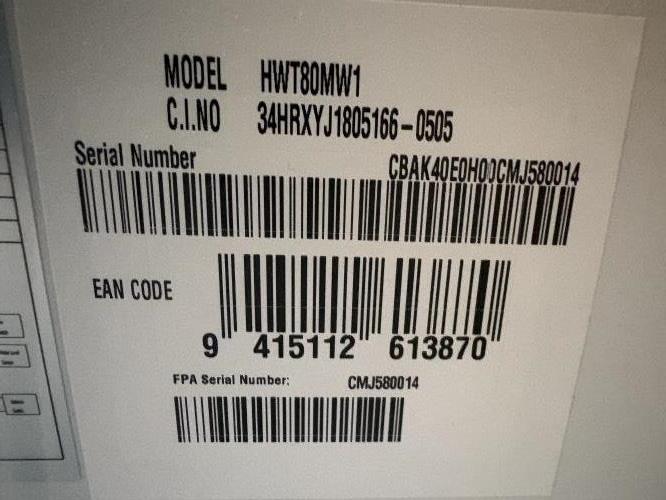 MODEL HWT80MW1
C.I.NO 34HRXYJ1805166-0505
Serial Number CBAK40E0H00CMJ580014
EAN CODE
9 415112 613870
FPA Serial Number: CMJ580014